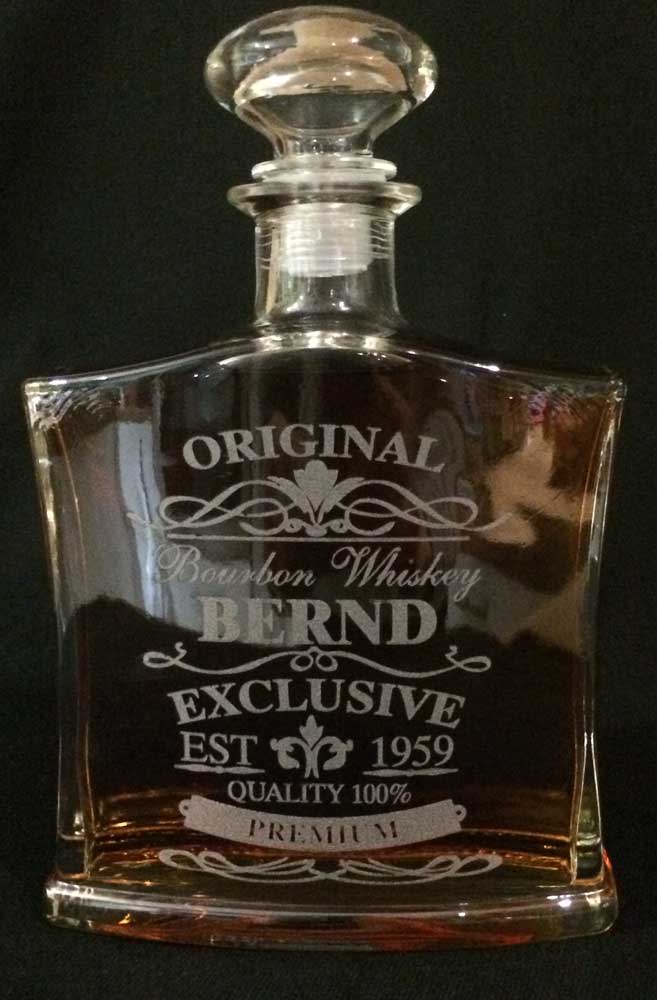 ORIGINAL
Bourbon Whiskey
BERND
EXCLUSIVE
EST 1959
QUALITY 100%
PREMIUM